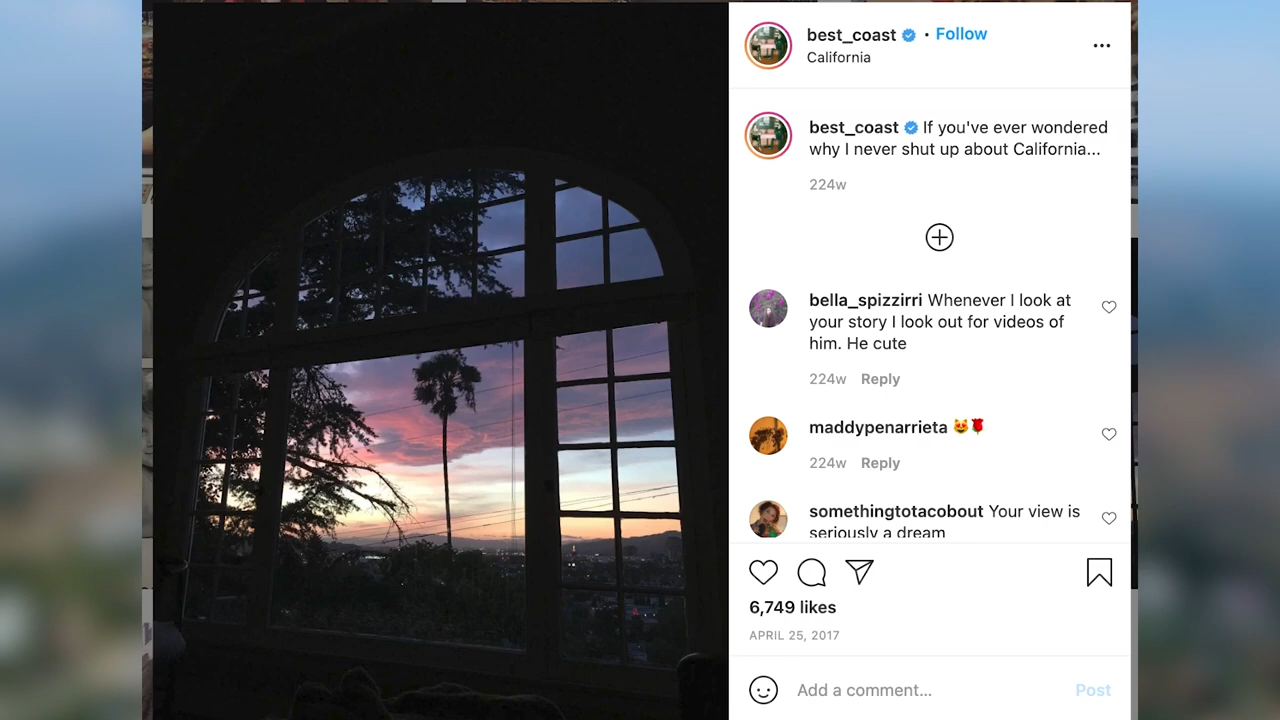 best_coast • Follow
California
...
best_coast If you've ever wondered
why I never shut up about California...
224w
bella_spizzirri Whenever I look at
your story I look out for videos of
him. He cute
224w Reply
maddypenarrieta 😻🌹
224w Reply
somethingtotacobout Your view is
seriously a dream
6,749 likes
APRIL 25, 2017
Add a comment... Post